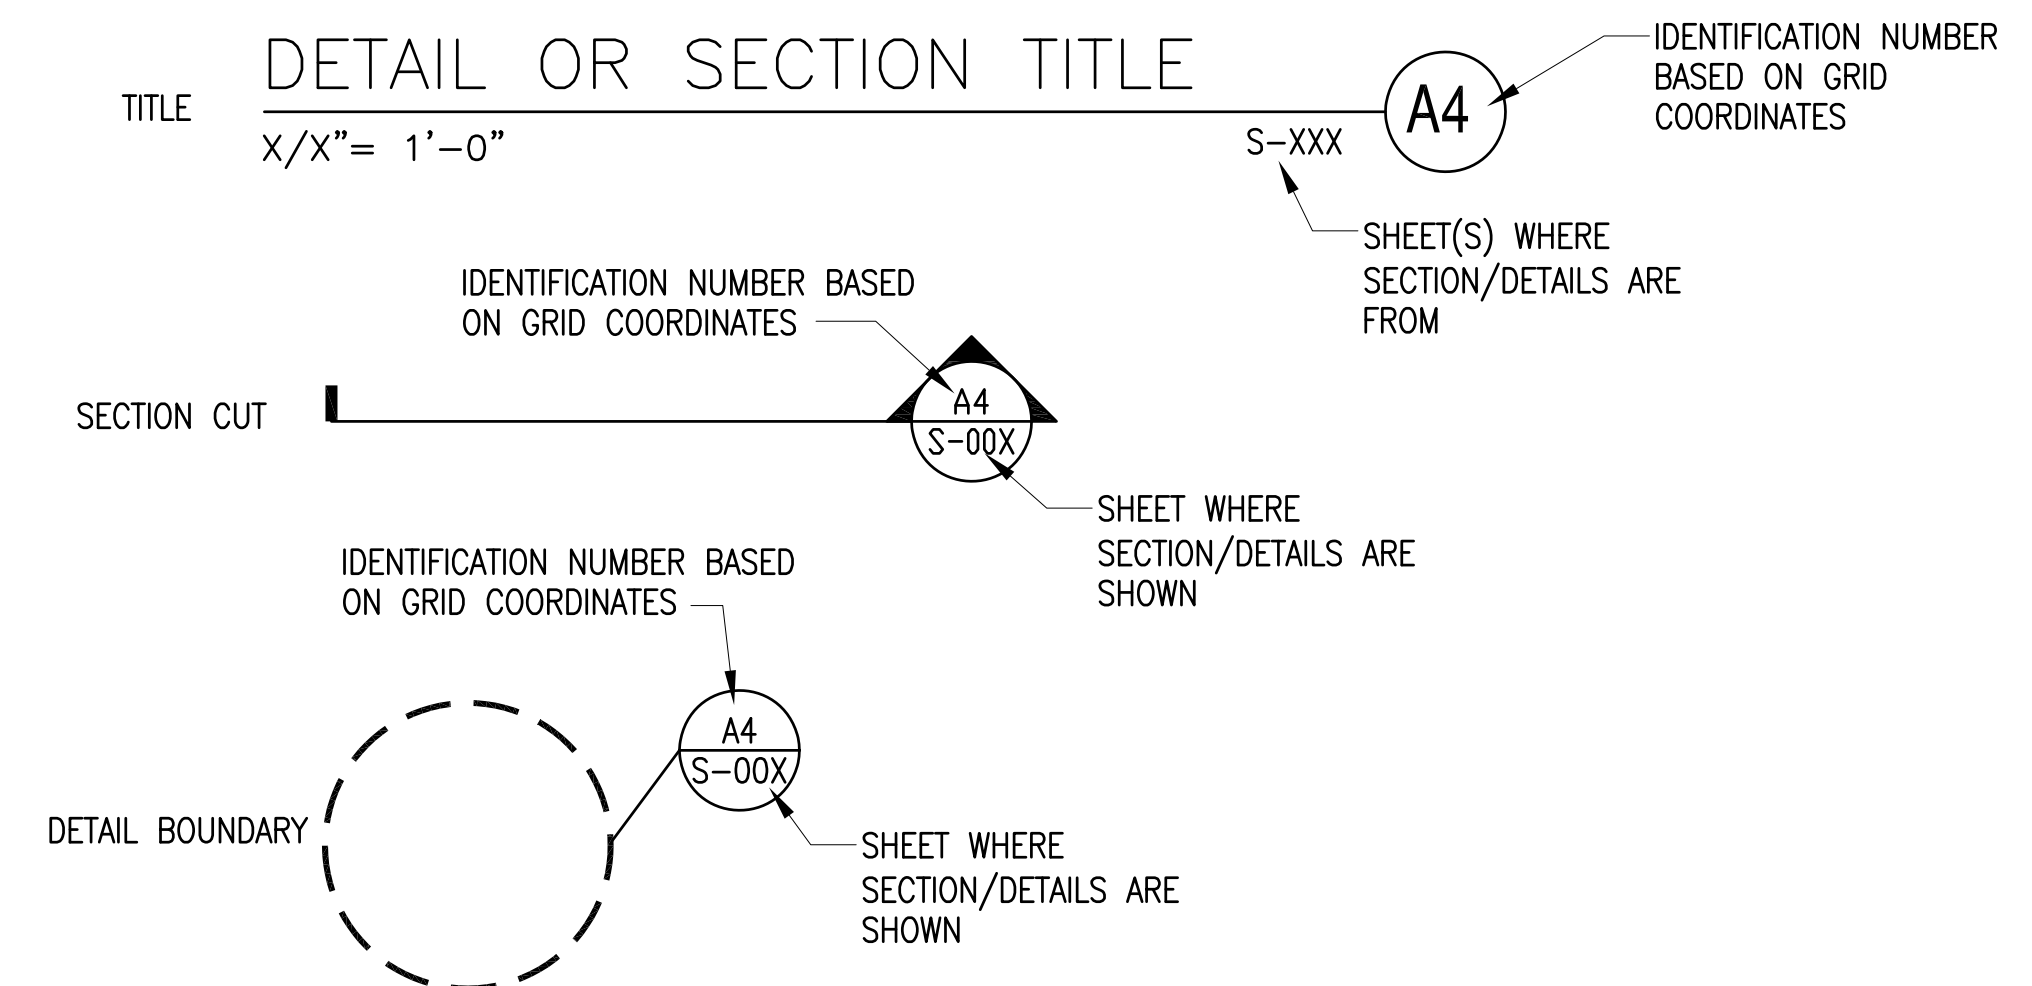 DETAIL OR SECTION TITLE
TITLE
X/X”= 1’-0”
S-XXX
A4
IDENTIFICATION NUMBER
BASED ON GRID
COORDINATES
SHEET(S) WHERE
SECTION/DETAILS ARE
FROM
IDENTIFICATION NUMBER BASED
ON GRID COORDINATES
SECTION CUT
A4
S-00X
SHEET WHERE
SECTION/DETAILS ARE
SHOWN
IDENTIFICATION NUMBER BASED
ON GRID COORDINATES
A4
S-00X
DETAIL BOUNDARY
SHEET WHERE
SECTION/DETAILS ARE
SHOWN